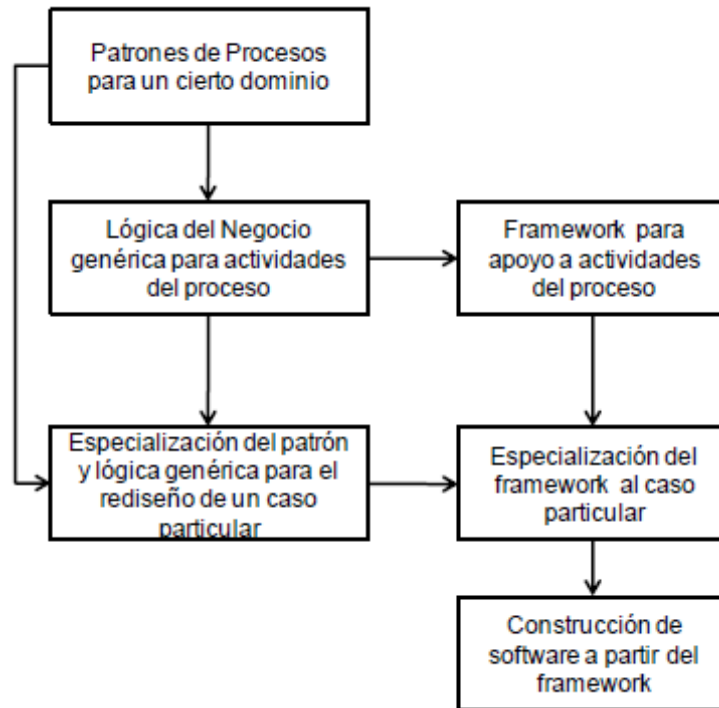 Patrones de Procesos
para un cierto dominio
Lógica del Negocio
genérica para actividades
del proceso
Framework para
apoyo a actividades
del proceso
Especialización del patrón
y lógica genérica para el
rediseño de un caso
particular
Especialización del
framework al caso
particular
Construcción de
software a partir del
framework